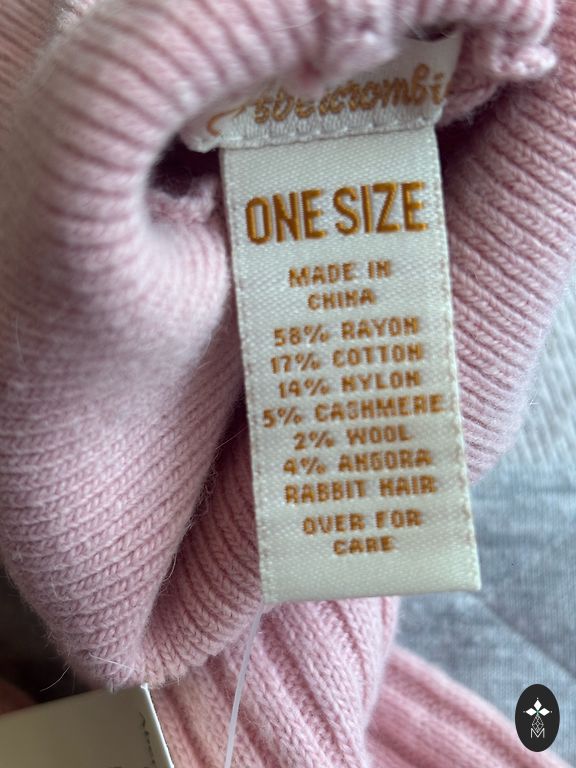 abercrombi
ONE SIZE
MADE IN
CHINA
58% RAYON
17% COTTON
14% NYLON
5% CASHMERE
2% WOOL
4% ANGORA
RABBIT HAIR
OVER FOR
CARE
M